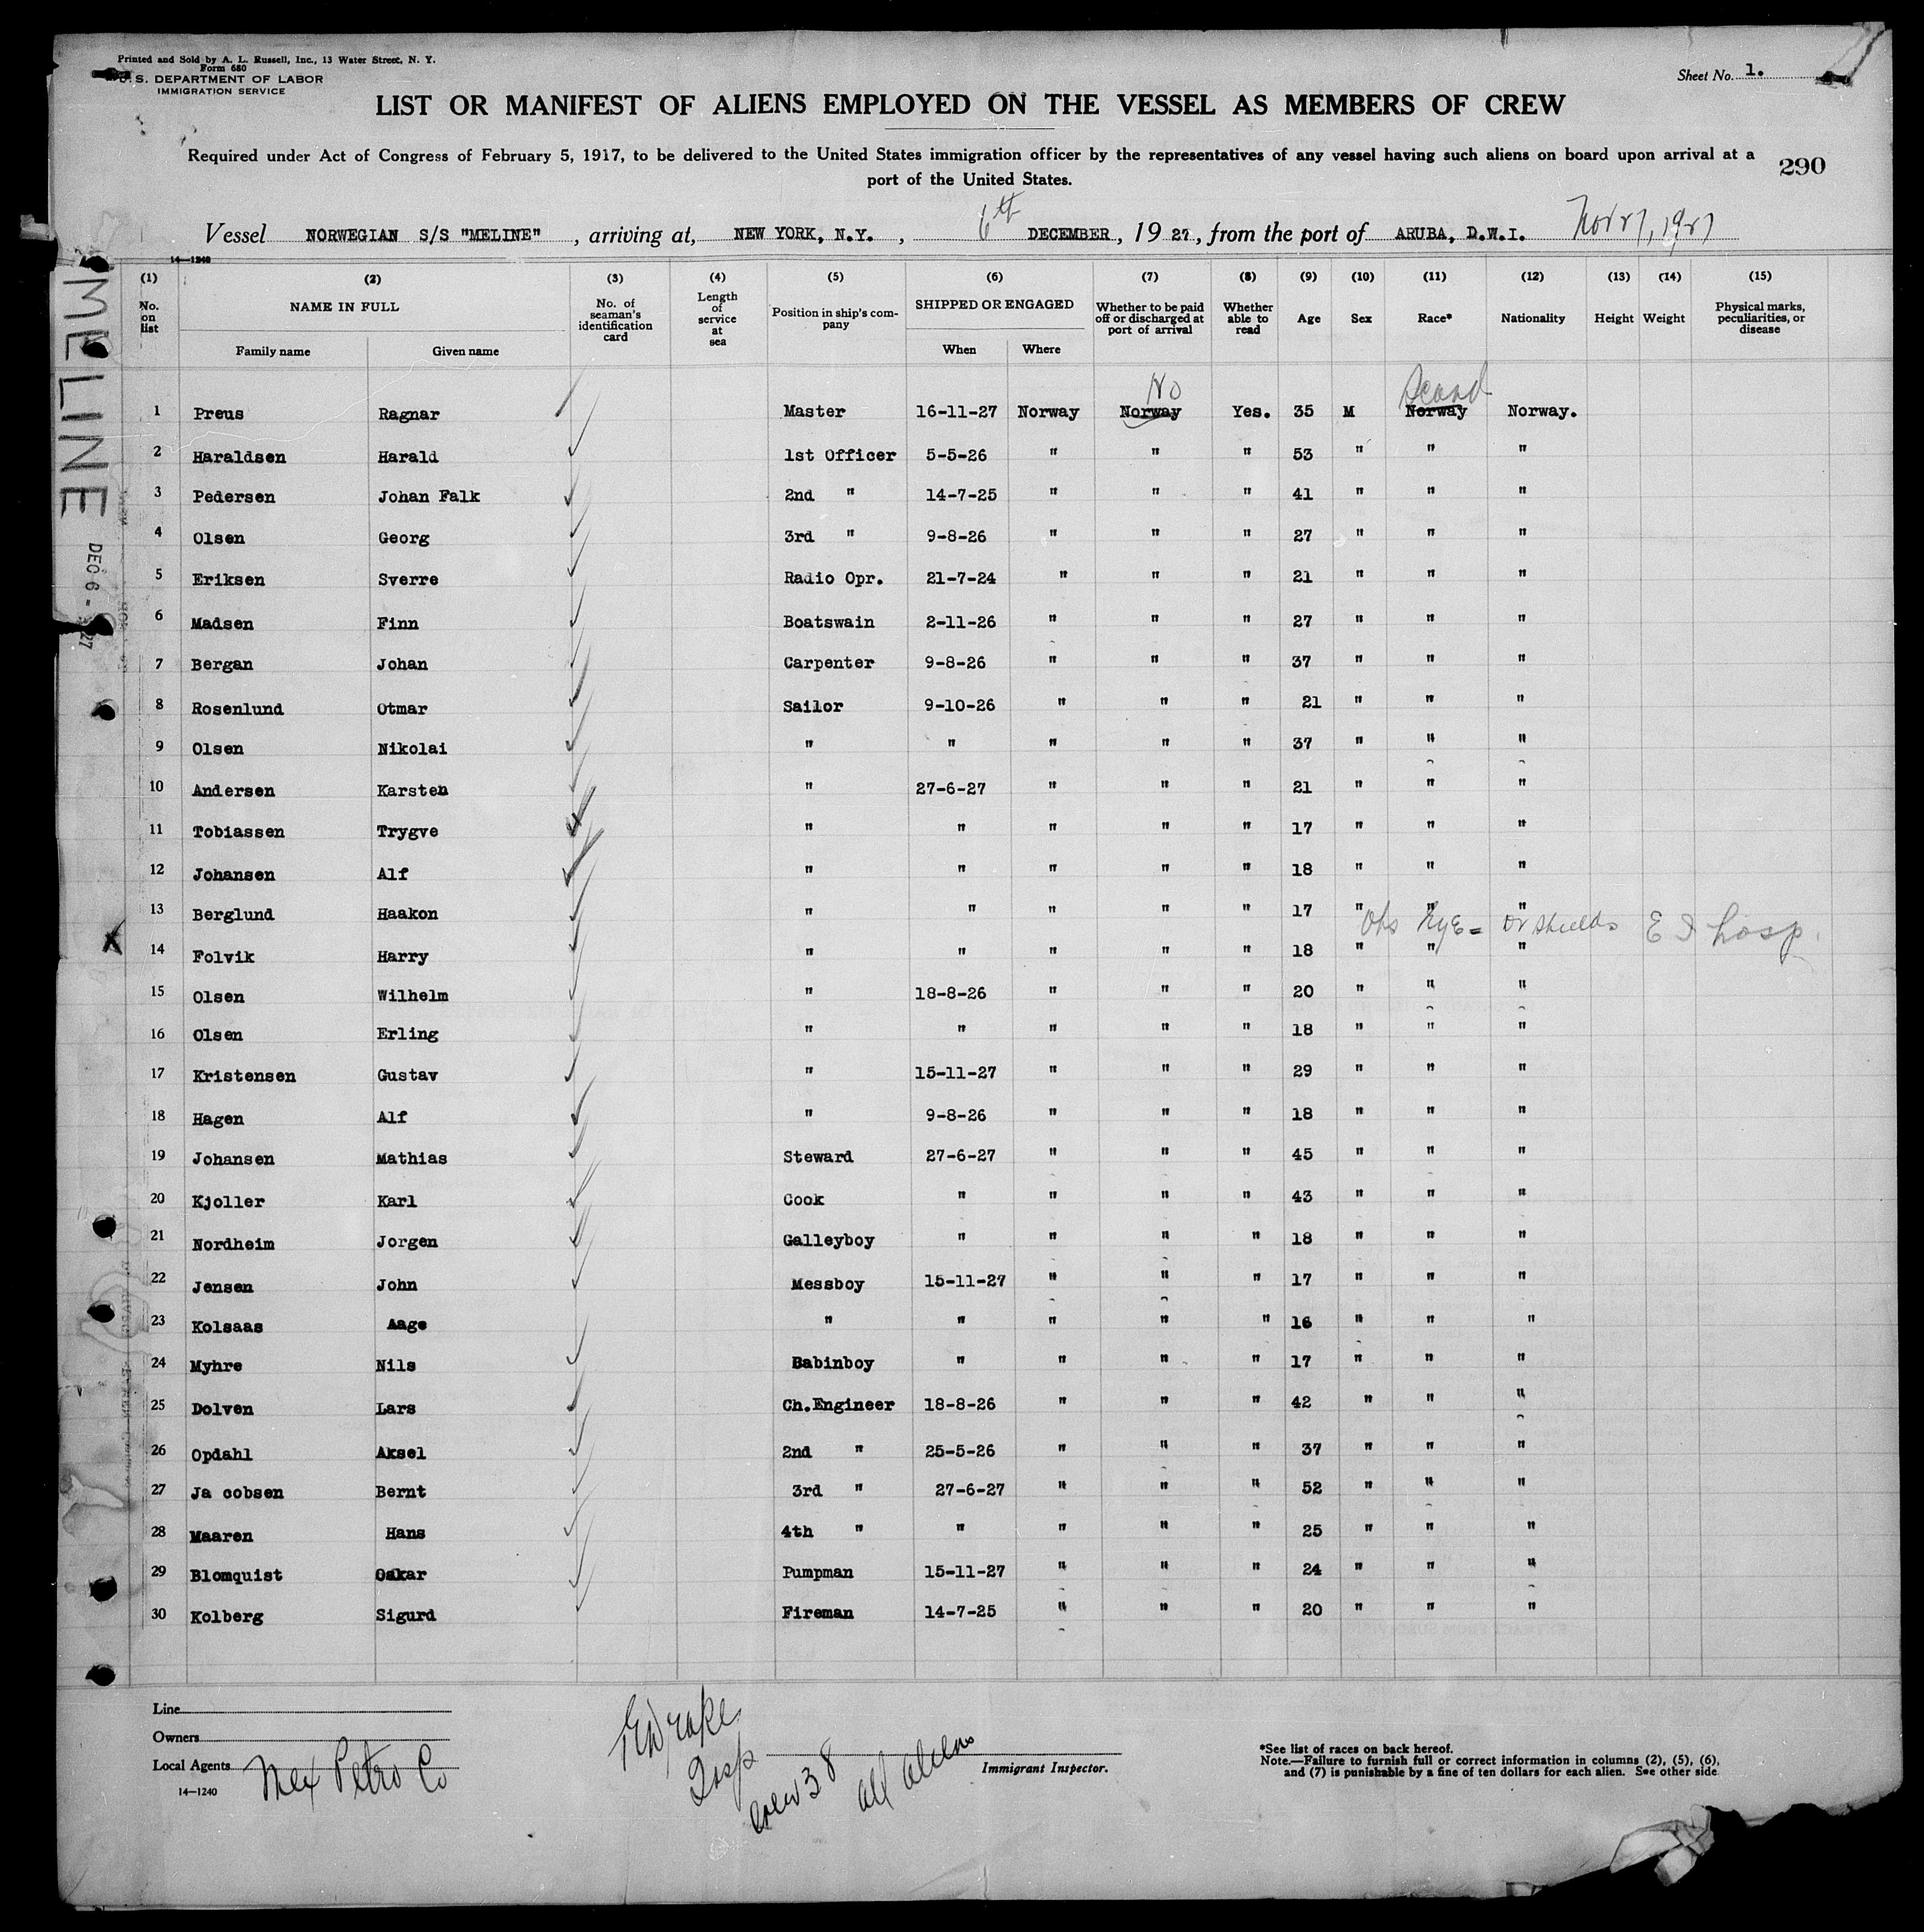 Printed and Sold by A. L. Russell, Inc., 13 Water Street, N. Y.
Form 680
U. S. DEPARTMENT OF LABOR
IMMIGRATION SERVICE
Sheet No. 1.
LIST OR MANIFEST OF ALIENS EMPLOYED ON THE VESSEL AS MEMBERS OF CREW
Required under Act of Congress of February 5, 1917, to be delivered to the United States immigration officer by the representatives of any vessel having such aliens on board upon arrival at a
port of the United States.
290
Vessel NORWEGIAN S/S "MELINE", arriving at, NEW YORK, N.Y., 6th DECEMBER, 1927, from the port of ARUBA, D.W.I. Nov 27, 1927
14—1240
(1) (2) (3) (4) (5) (6) (7) (8) (9) (10) (11) (12) (13) (14) (15)
No. on list NAME IN FULL Family name Given name No. of seaman's identification card Length of service at sea Position in ship's company SHIPPED OR ENGAGED When Where Whether to be paid off or discharged at port of arrival Whether able to read Age Sex Race* Nationality Height Weight Physical marks, peculiarities, or disease
No Scand
1 Preus Ragnar Master 16-11-27 Norway Norway Yes. 35 M Norway Norway.
2 Haraldsen Harald 1st Officer 5-5-26 " " " 53 " " "
3 Pedersen Johan Falk 2nd " 14-7-25 " " " 41 " " "
4 Olsen Georg 3rd " 9-8-26 " " " 27 " " "
5 Eriksen Sverre Radio Opr. 21-7-24 " " " 21 " " "
6 Madsen Finn Boatswain 2-11-26 " " " 27 " " "
7 Bergan Johan Carpenter 9-8-26 " " " 37 " " "
8 Rosenlund Otmar Sailor 9-10-26 " " " 21 " " "
9 Olsen Nikolai " " " " " 37 " " "
10 Andersen Karsten " 27-6-27 " " " 21 " " "
11 Tobiassen Trygve " " " " " 17 " " "
12 Johansen Alf " " " " " 18 " " "
13 Berglund Haakon " " " " " 17 " " "
Obs Eye = Dr Shields E I hosp.
14 Folvik Harry " " " " " 18 " " "
15 Olsen Wilhelm " 18-8-26 " " " 20 " " "
16 Olsen Erling " " " " " 18 " " "
17 Kristensen Gustav " 15-11-27 " " " 29 " " "
18 Hagen Alf " 9-8-26 " " " 18 " " "
19 Johansen Mathias Steward 27-6-27 " " " 45 " " "
20 Kjoller Karl Cook " " " " 43 " " "
21 Nordheim Jorgen Galleyboy " " " " 18 " " "
22 Jensen John Messboy 15-11-27 " " " 17 " " "
23 Kolsaas Aage " " " " " 16 " " "
24 Myhre Nils Babinboy " " " " 17 " " "
25 Dolven Lars Ch.Engineer 18-8-26 " " " 42 " " "
26 Opdahl Aksel 2nd " 25-5-26 " " " 37 " " "
27 Ja cobsen Bernt 3rd " 27-6-27 " " " 52 " " "
28 Maaren Hans 4th " " " " " 25 " " "
29 Blomquist Oskar Pumpman 15-11-27 " " " 24 " " "
30 Kolberg Sigurd Fireman 14-7-25 " " " 20 " " "
MELINE
DEC 6 - 1927
Line
Owners
Local Agents Mex Petro Co
14—1240
Drake
Insp
Crew 38 all aliens
Immigrant Inspector.
*See list of races on back hereof.
Note.—Failure to furnish full or correct information in columns (2), (5), (6),
and (7) is punishable by a fine of ten dollars for each alien. See other side